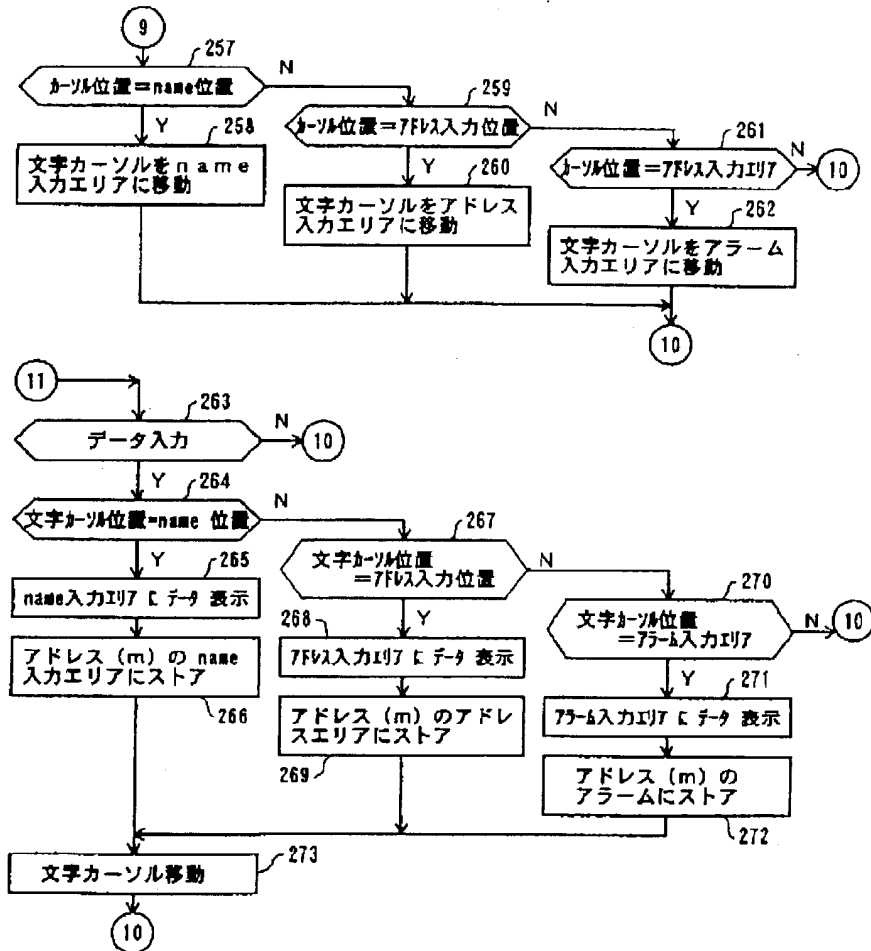 9
257
カーソル位置=name位置
N
Y
258
文字カーソルをname
入力エリアに移動
259
カーソル位置=アドレス入力位置
N
Y
260
文字カーソルをアドレス
入力エリアに移動
261
カーソル位置=アドレス入力エリア
N
10
Y
262
文字カーソルをアラーム
入力エリアに移動
10
11
263
データ入力
N
10
Y
264
文字カーソル位置=name 位置
N
Y
265
name入力エリア に データ 表示
アドレス(m)の name
入力エリアにストア
266
267
文字カーソル位置
=アドレス入力位置
N
Y
268
アドレス入力エリア に データ 表示
アドレス(m)のアドレ
スエリアにストア
269
270
文字カーソル位置
=アラーム入力エリア
N
10
Y
271
アラーム入力エリア に データ 表示
アドレス(m)の
アラームにストア
272
273
文字カーソル移動
10